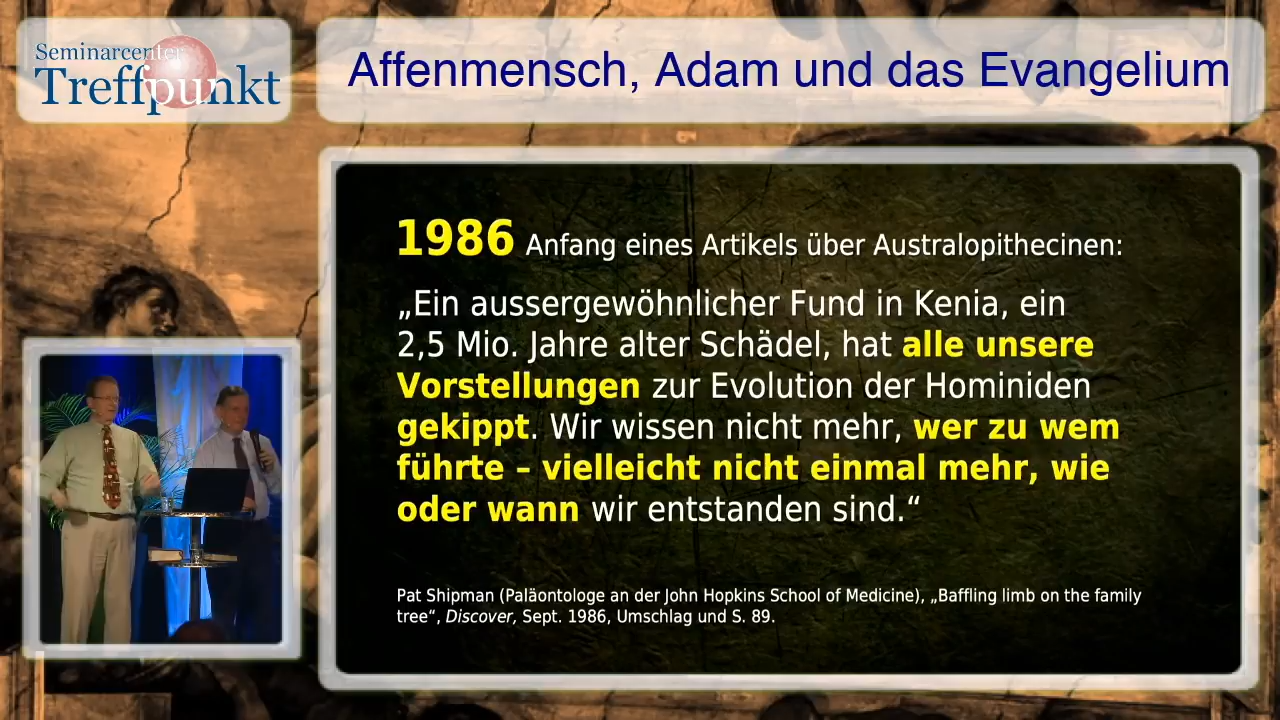 Seminarcenter
Treffpunkt
Affenmensch, Adam und das Evangelium
1986 Anfang eines Artikels über Australopithecinen:
„Ein aussergewöhnlicher Fund in Kenia, ein
2,5 Mio. Jahre alter Schädel, hat alle unsere
Vorstellungen zur Evolution der Hominiden
gekippt. Wir wissen nicht mehr, wer zu wem
führte – vielleicht nicht einmal mehr, wie
oder wann wir entstanden sind.“
Pat Shipman (Paläontologe an der John Hopkins School of Medicine), „Baffling limb on the family
tree“, Discover, Sept. 1986, Umschlag und S. 89.